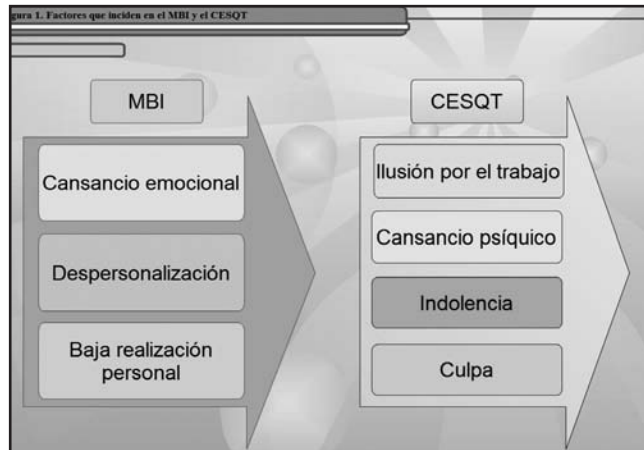 gura 1. Factores que inciden en el MBI y el CESQT
MBI
Cansancio emocional
Despersonalización
Baja realización
personal
CESQT
Ilusión por el trabajo
Cansancio psíquico
Indolencia
Culpa